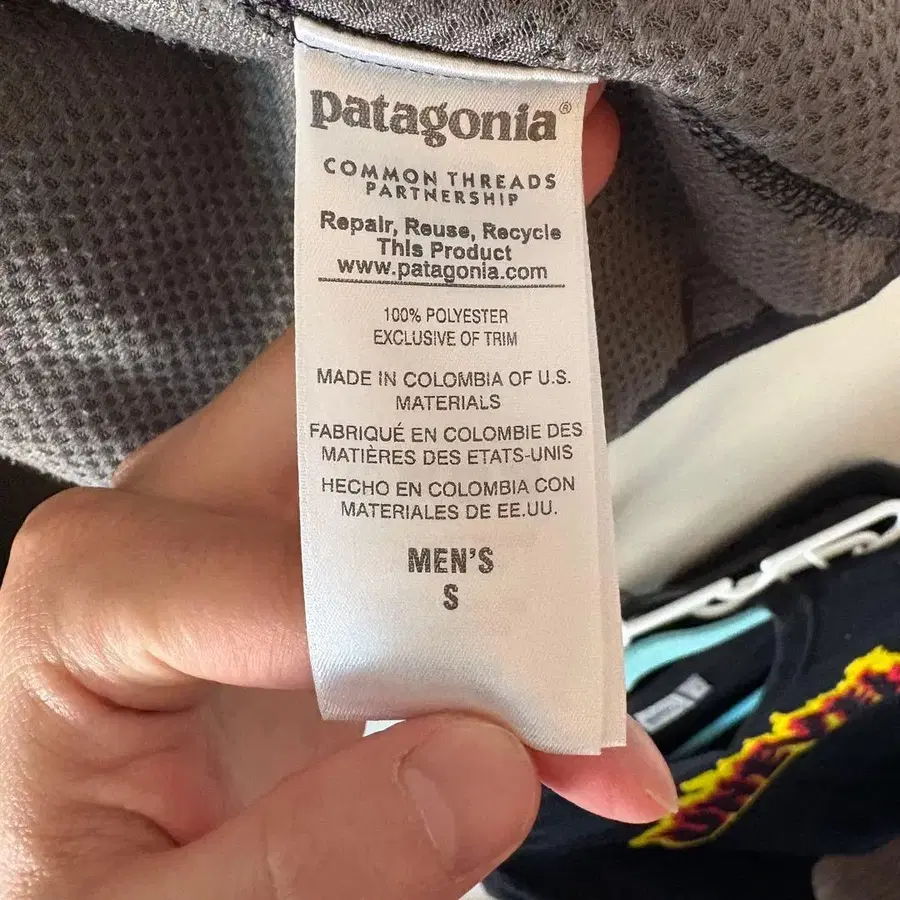 patagonia®
COMMON THREADS
PARTNERSHIP
Repair, Reuse, Recycle
This Product
www.patagonia.com
100% POLYESTER
EXCLUSIVE OF TRIM
MADE IN COLOMBIA OF U.S.
MATERIALS
FABRIQUÉ EN COLOMBIE DES
MATIÈRES DES ETATS-UNIS
HECHO EN COLOMBIA CON
MATERIALES DE EE.UU.
MEN'S
S